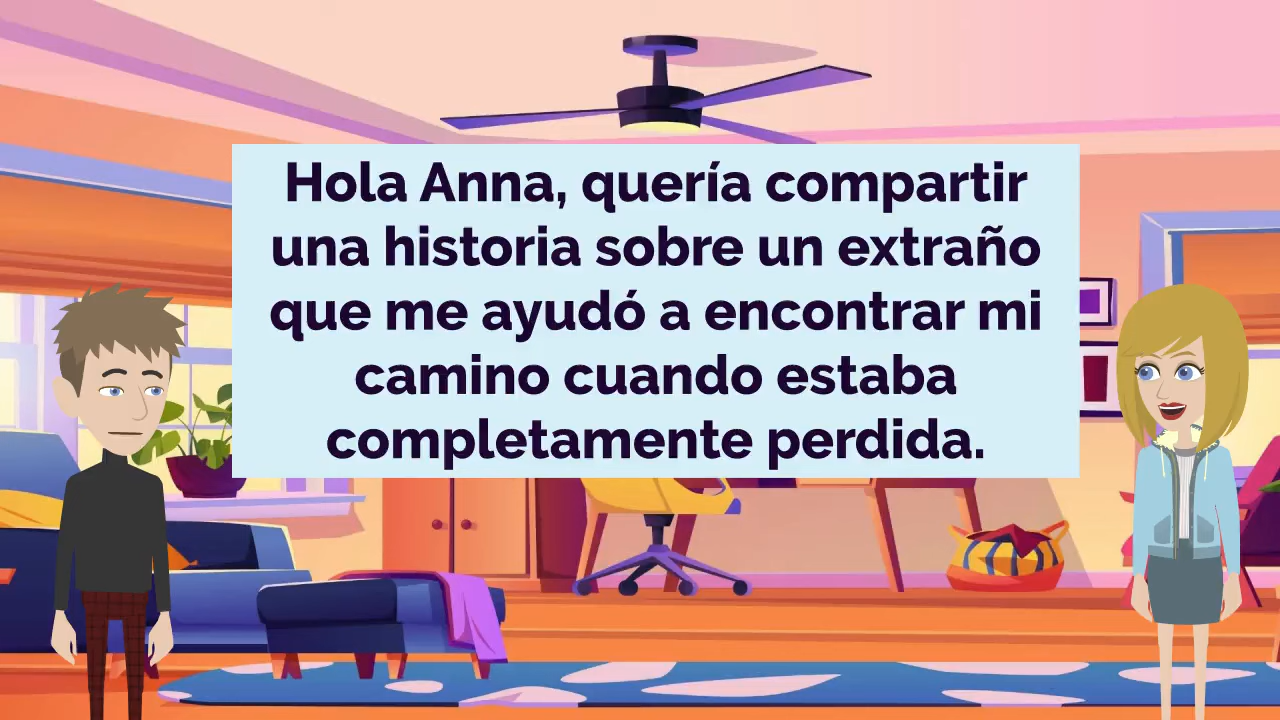 Hola Anna, quería compartir
una historia sobre un extraño
que me ayudó a encontrar mi
camino cuando estaba
completamente perdida.